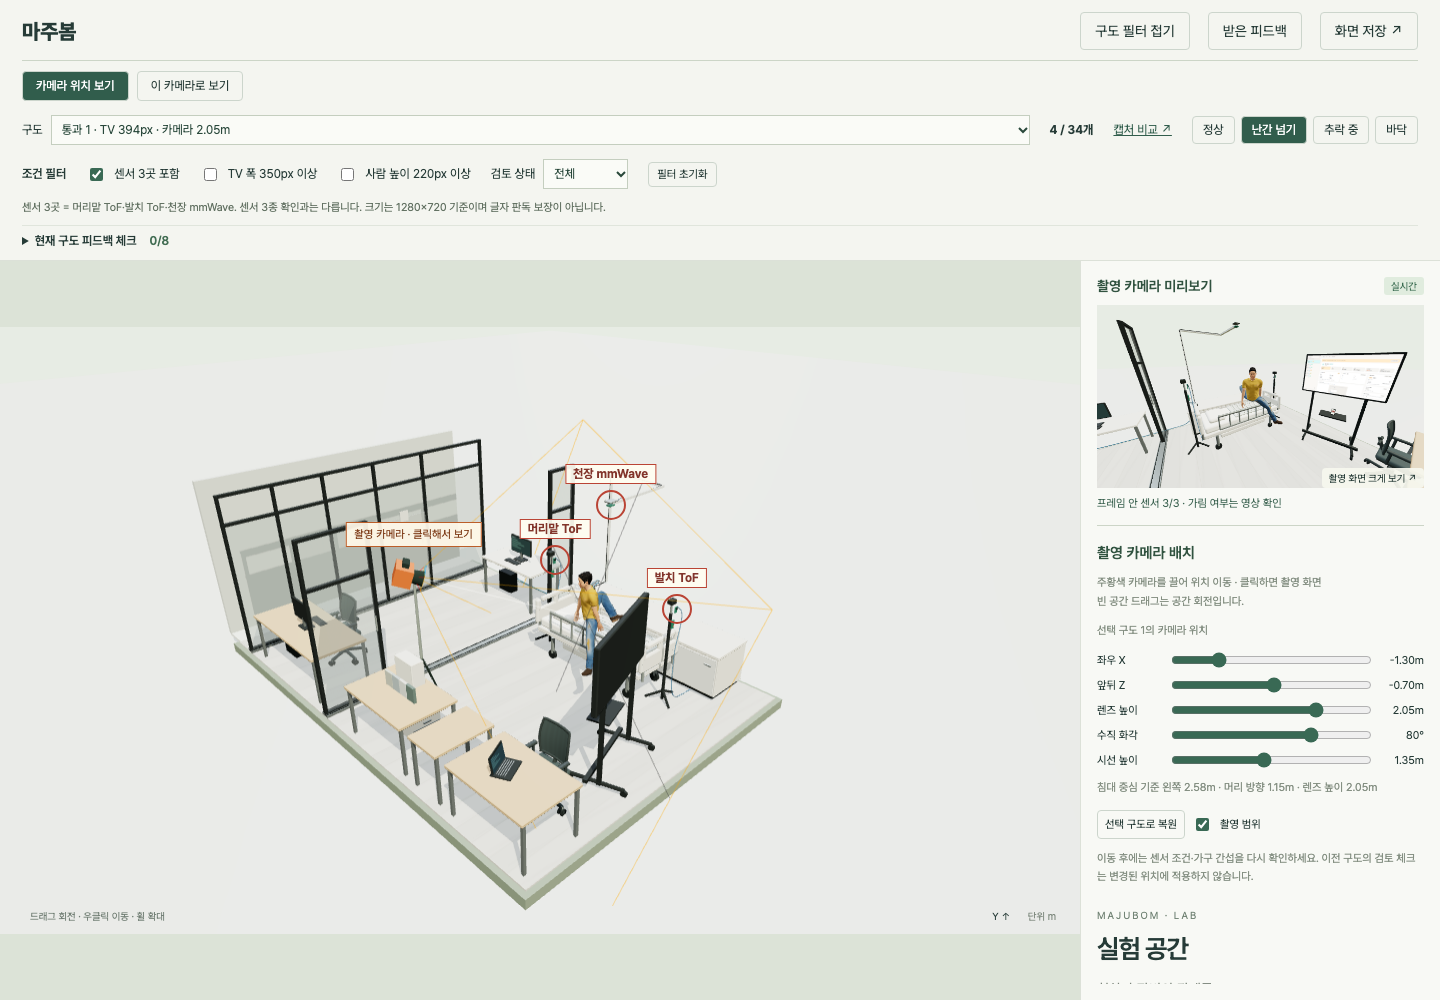 마주봄
구도 필터 접기
받은 피드백
화면 저장 ↗
카메라 위치 보기
이 카메라로 보기
구도
통과 1 · TV 394px · 카메라 2.05m
4 / 34개
캡처 비교 ↗
정상
난간 넘기
추락 중
바닥
조건 필터
센서 3곳 포함
TV 폭 350px 이상
사람 높이 220px 이상
검토 상태
전체
필터 초기화
센서 3곳 = 머리맡 ToF·발치 ToF·천장 mmWave. 센서 3종 확인과는 다릅니다. 크기는 1280×720 기준이며 글자 판독 보장이 아닙니다.
▶ 현재 구도 피드백 체크 0/8
천장 mmWave
머리맡 ToF
촬영 카메라 · 클릭해서 보기
발치 ToF
드래그 회전 · 우클릭 이동 · 휠 확대
Y ↑
단위 m
촬영 카메라 미리보기
실시간
촬영 화면 크게 보기 ↗
프레임 안 센서 3/3 · 가림 여부는 영상 확인
촬영 카메라 배치
주황색 카메라를 끌어 위치 이동 · 클릭하면 촬영 화면
빈 공간 드래그는 공간 회전입니다.
선택 구도 1의 카메라 위치
좌우 X -1.30m
앞뒤 Z -0.70m
렌즈 높이 2.05m
수직 화각 80°
시선 높이 1.35m
침대 중심 기준 왼쪽 2.58m · 머리 방향 1.15m · 렌즈 높이 2.05m
선택 구도로 복원
촬영 범위
이동 후에는 센서 조건·가구 간섭을 다시 확인하세요. 이전 구도의 검토 체크
는 변경된 위치에 적용하지 않습니다.
MAJUBOM · LAB
실험 공간